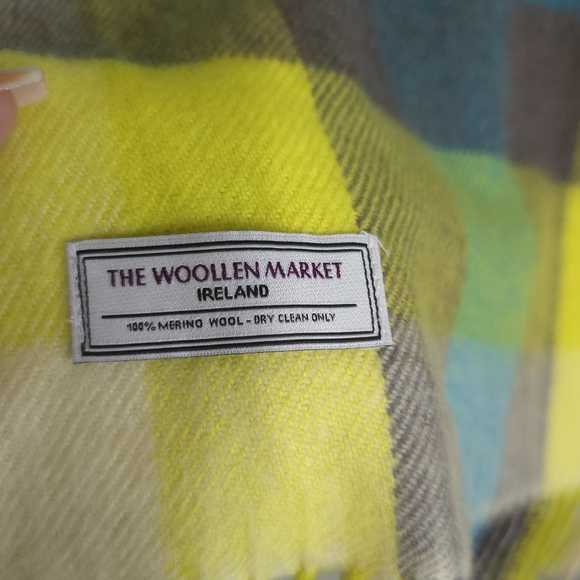 THE WOOLLEN MARKET
IRELAND
100% MERINO WOOL - DRY CLEAN ONLY